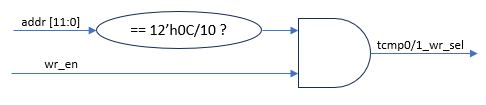 addr [11:0]
== 12’h0C/10 ?
tcmp0/1_wr_sel
wr_en